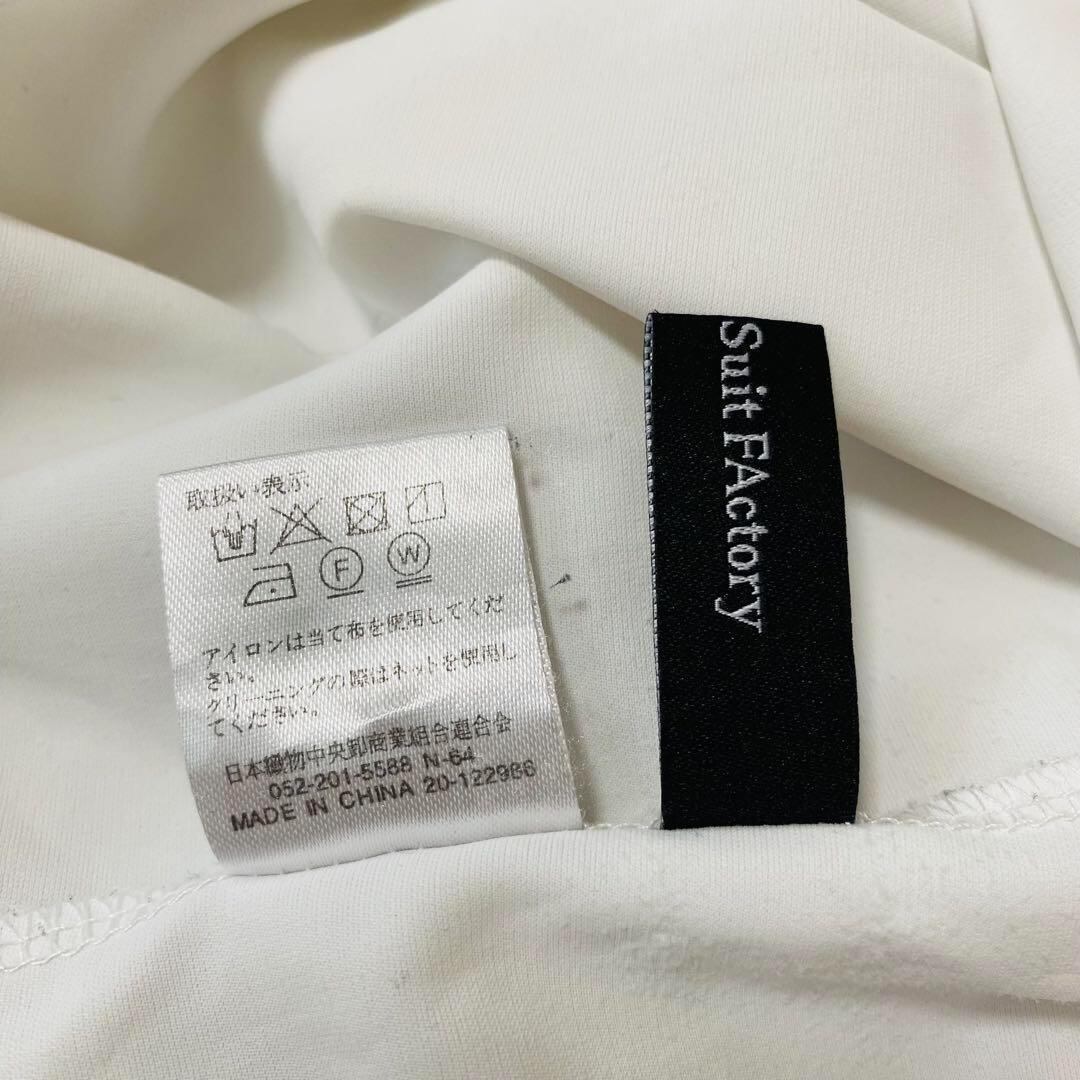 取扱い表示
F W
アイロンは当て布を使用してくだ
さい。
クリーニングの際はネットを使用し
てください。
日本織物中央卸商業組合連合会
052-201-5588 N-64
MADE IN CHINA 20-122986
Suit FActory